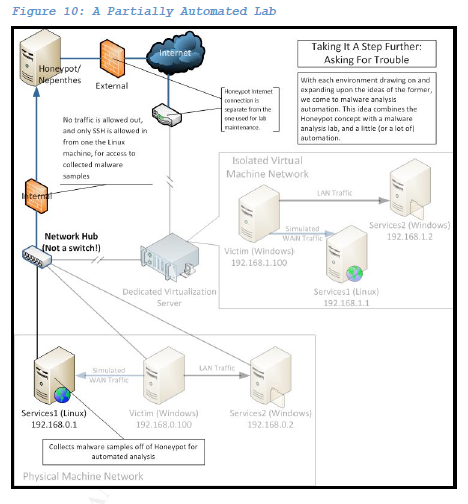 Figure 10: A Partially Automated Lab
Honeypot/
Nepenthes
External
Internet
Taking It A Step Further:
Asking For Trouble
With each environment drawing on and
expanding upon the ideas of the former,
we come to malware analysis
automation. This idea combines the
Honeypot concept with a malware
analysis lab, and a little (or a lot of)
automation.
Honeypot Internet
connection is
separate from the
one used for lab
maintenance.
No traffic is allowed out,
and only SSH is allowed in
from one the Linux
machine, for access to
collected malware
samples
Internal
Isolated Virtual
Machine Network
LAN Traffic
Services2 (Windows)
192.168.1.2
Simulated
WAN Traffic
Victim (Windows)
192.168.1.100
Services1 (Linux)
192.168.1.1
Network Hub
(Not a switch!)
Dedicated Virtualization
Server
Simulated
WAN Traffic
LAN Traffic
Services1 (Linux)
192.168.0.1
Victim (Windows)
192.168.0.100
Services2 (Windows)
192.168.0.2
Collects malware samples off of Honeypot for
automated analysis
Physical Machine Network